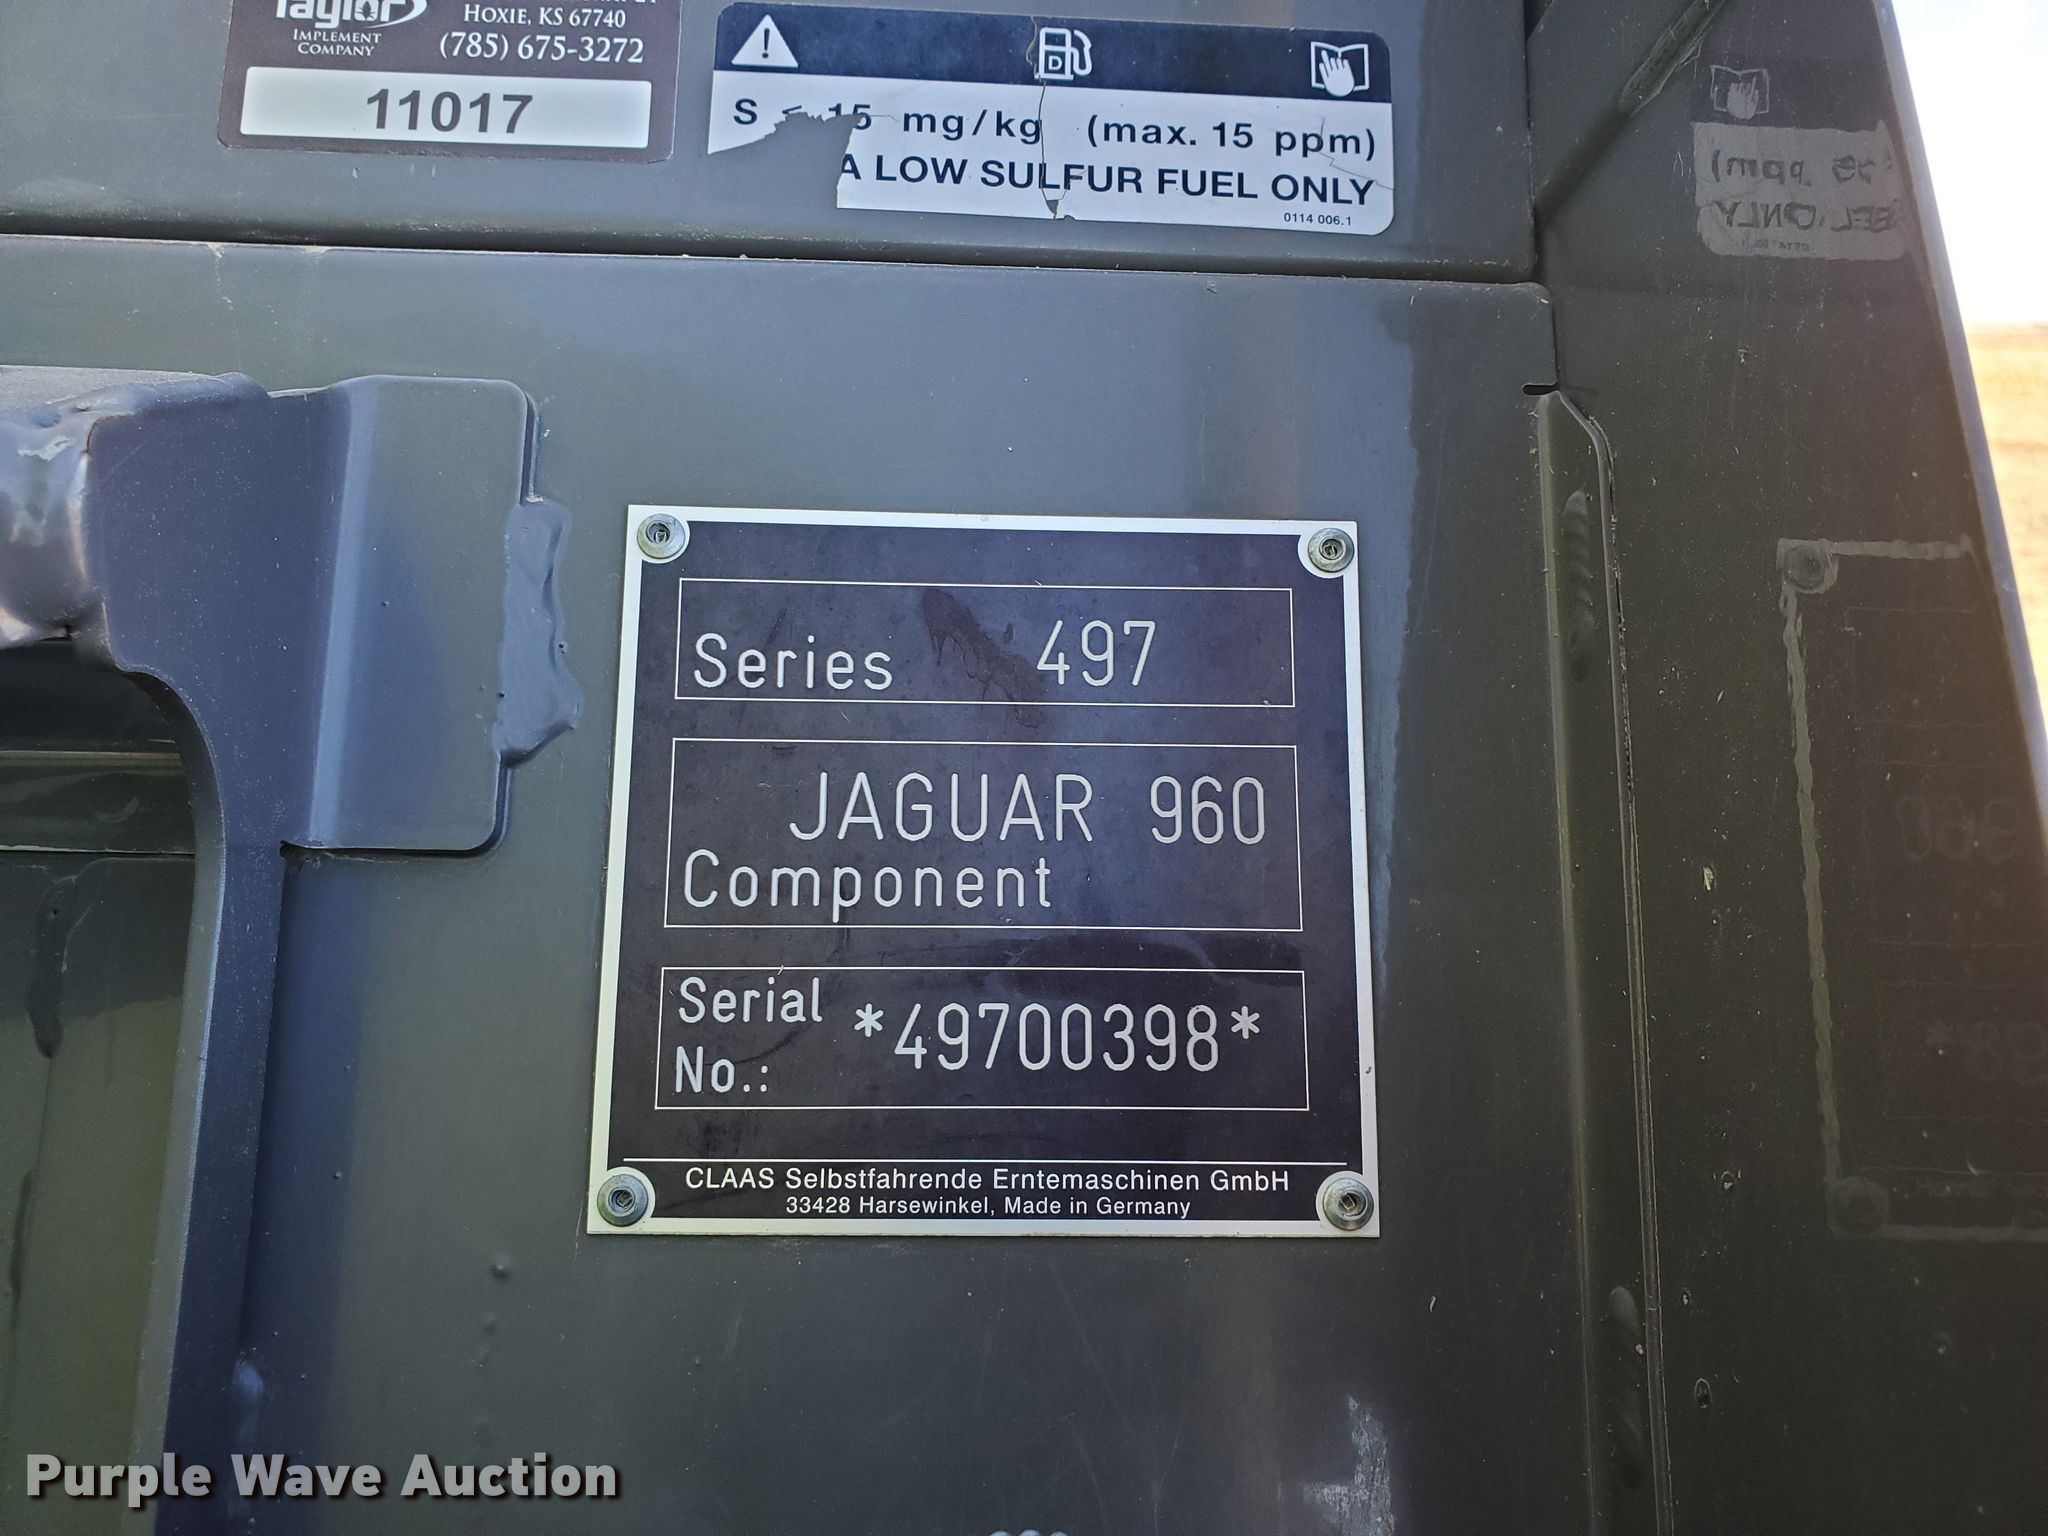 Taylor
IMPLEMENT
COMPANY
HOXIE, KS 67740
(785) 675-3272
11017
D
S ≤ 15 mg/kg (max. 15 ppm)
A LOW SULFUR FUEL ONLY
0114 006.1
Series 497
JAGUAR 960
Component
Serial
No.: *49700398*
CLAAS Selbstfahrende Erntemaschinen GmbH
33428 Harsewinkel, Made in Germany
Purple Wave Auction